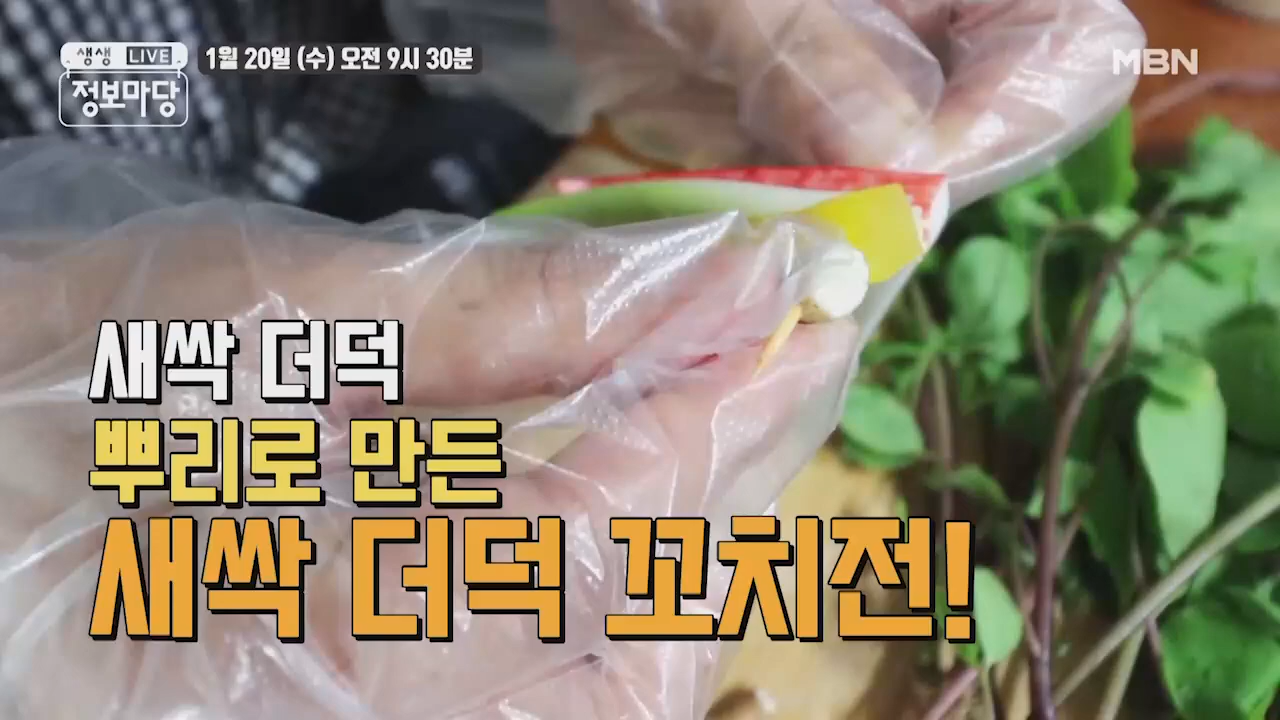 생생 LIVE
정보마당
1월 20일 (수) 오전 9시 30분
MBN
새싹 더덕
뿌리로 만든
새싹 더덕 꼬치전!